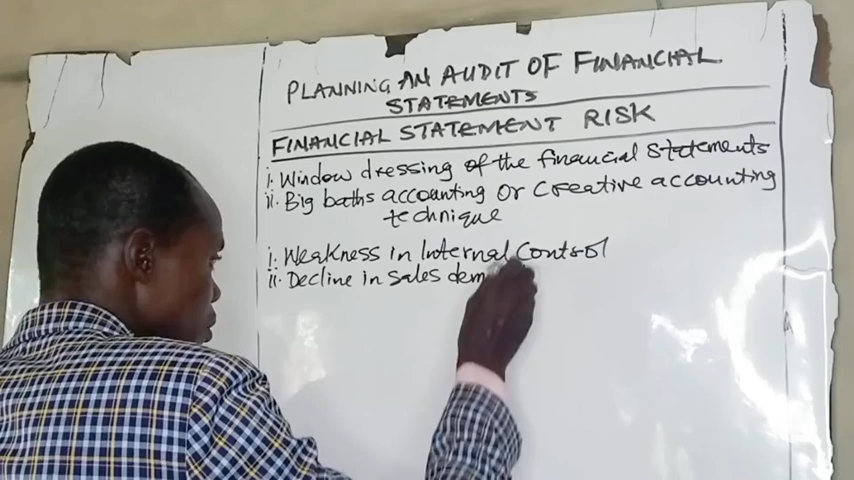 PLANNING AN AUDIT OF FINANCIAL
STATEMENTS
FINANCIAL STATEMENT RISK
i. Window dressing of the financial statements
ii. Big baths accounting or Creative accounting
technique
i. Weakness in Internal Control
ii. Decline in sales dem